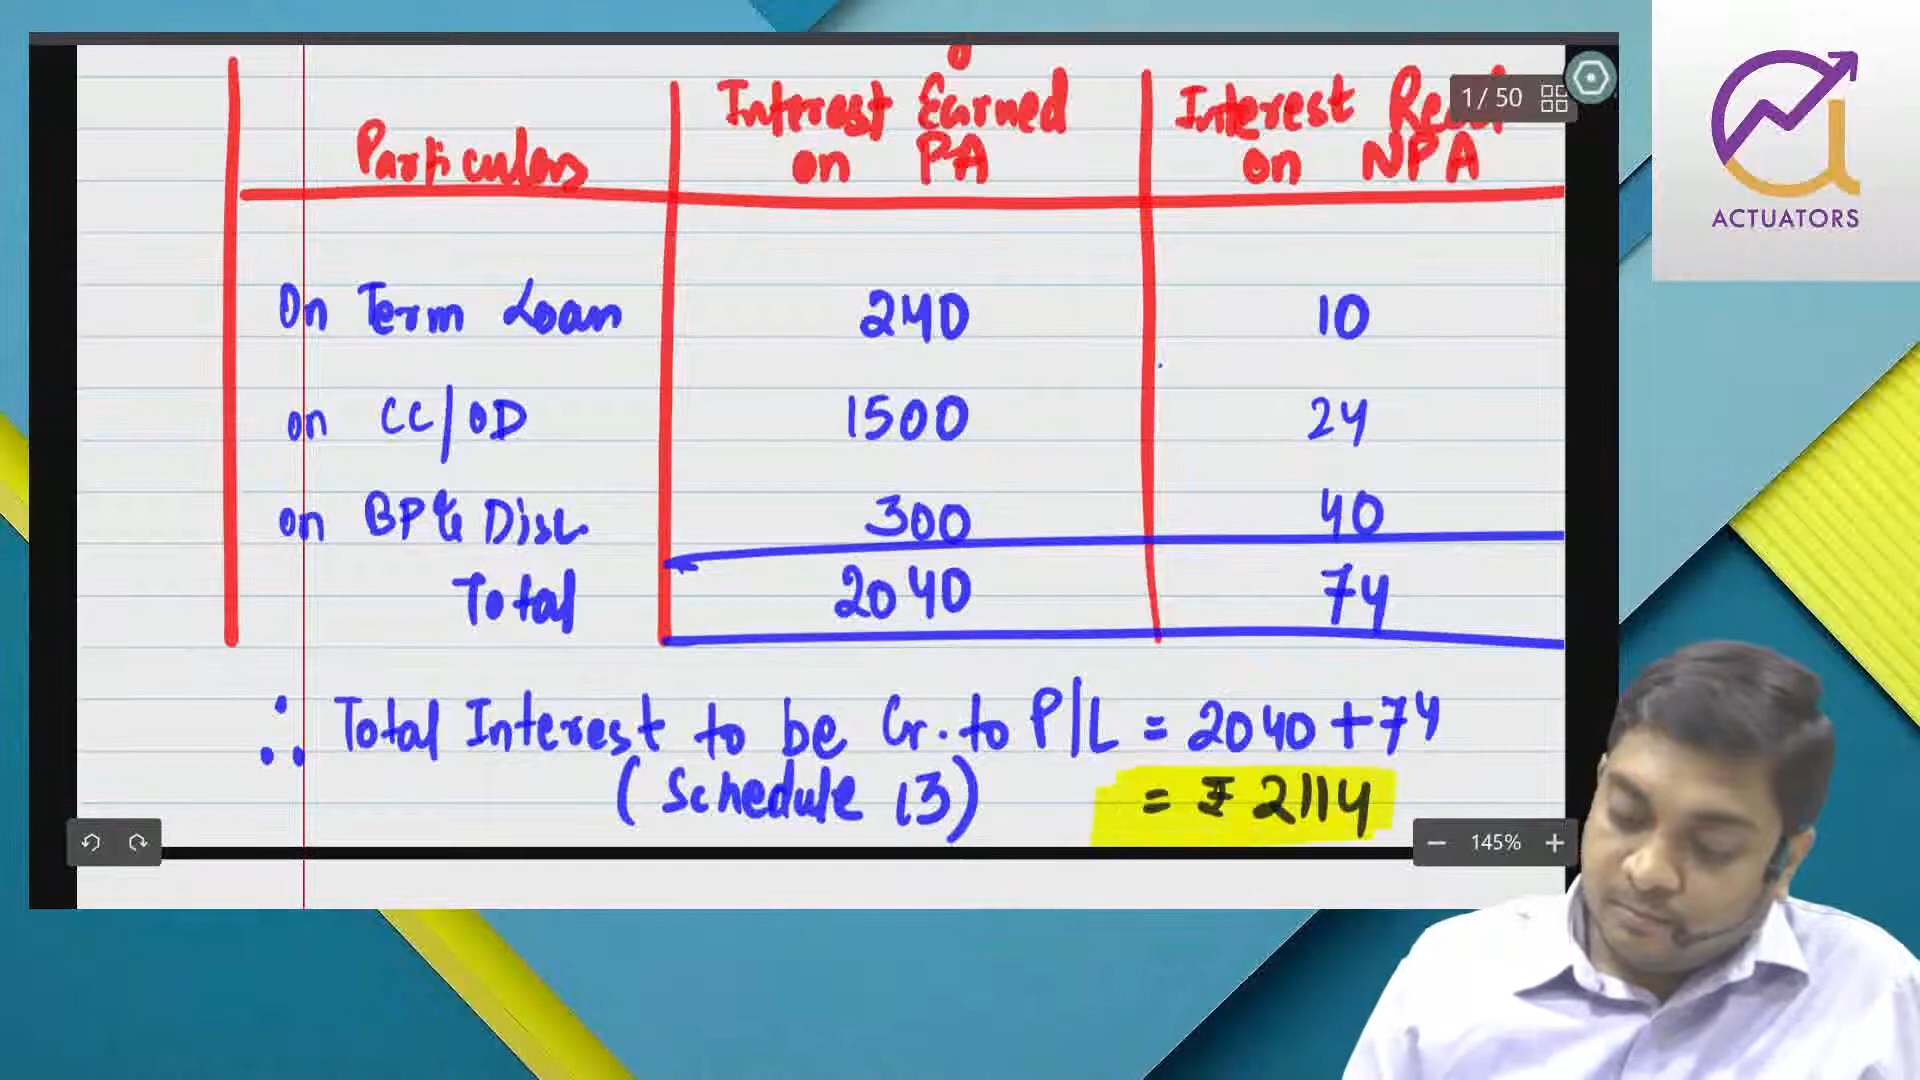 Interest Earned
on PA
Interest Recd
on NPA
Particulars
On Term Loan 240 10
on CC/OD 1500 24
on BP & Disc. 300 40
Total 2040 74
∴ Total Interest to be Cr. to P/L = 2040 + 74
(Schedule 13) = ₹ 2114
1 / 50
145%
ACTUATORS